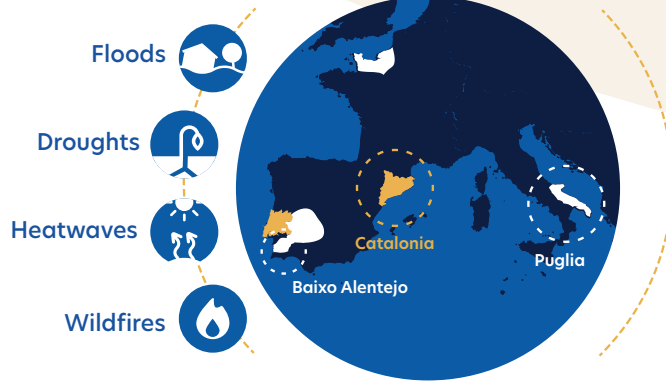 Floods
Droughts
Heatwaves
Wildfires
Catalonia
Puglia
Baixo Alentejo